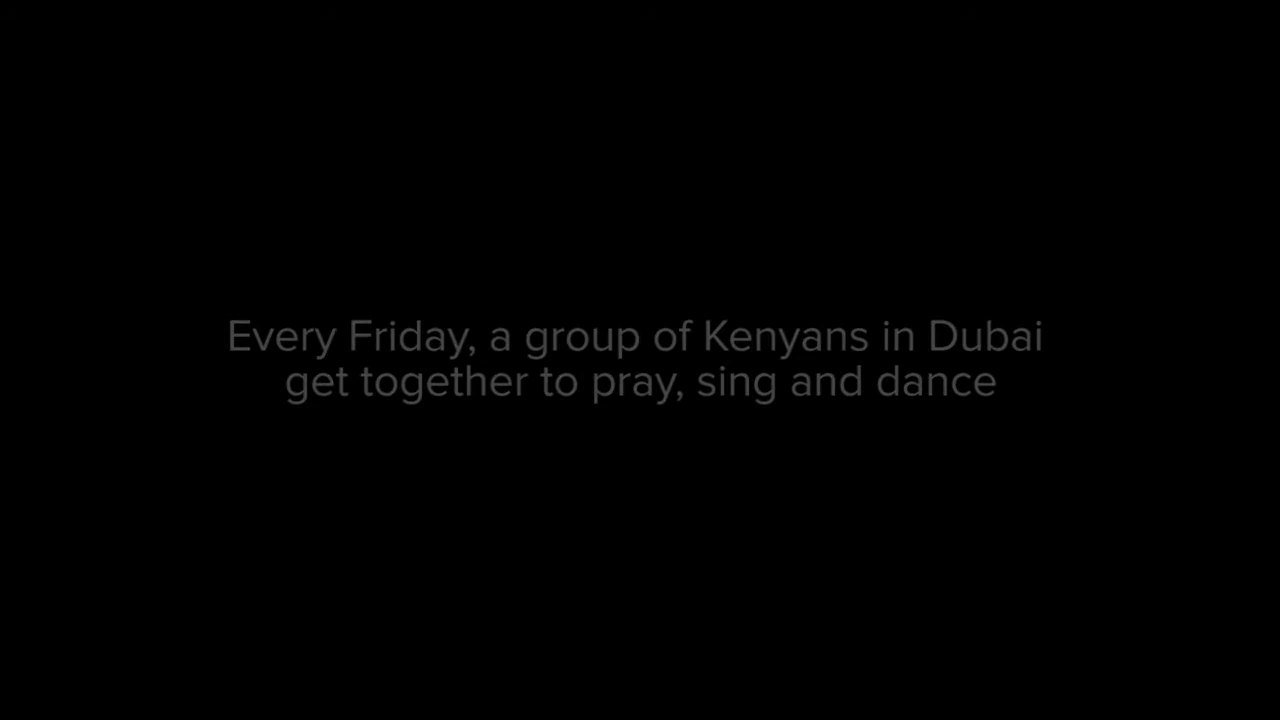 Every Friday, a group of Kenyans in Dubai
get together to pray, sing and dance